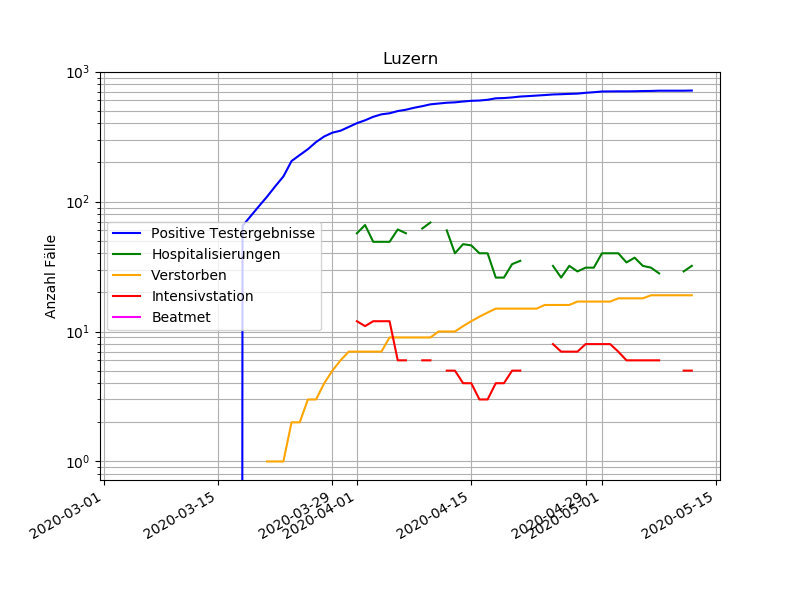 Luzern
Anzahl Fälle
10³
10²
10¹
10⁰
Positive Testergebnisse
Hospitalisierungen
Verstorben
Intensivstation
Beatmet
2020-03-01
2020-03-15
2020-03-29
2020-04-01
2020-04-15
2020-04-29
2020-05-01
2020-05-15